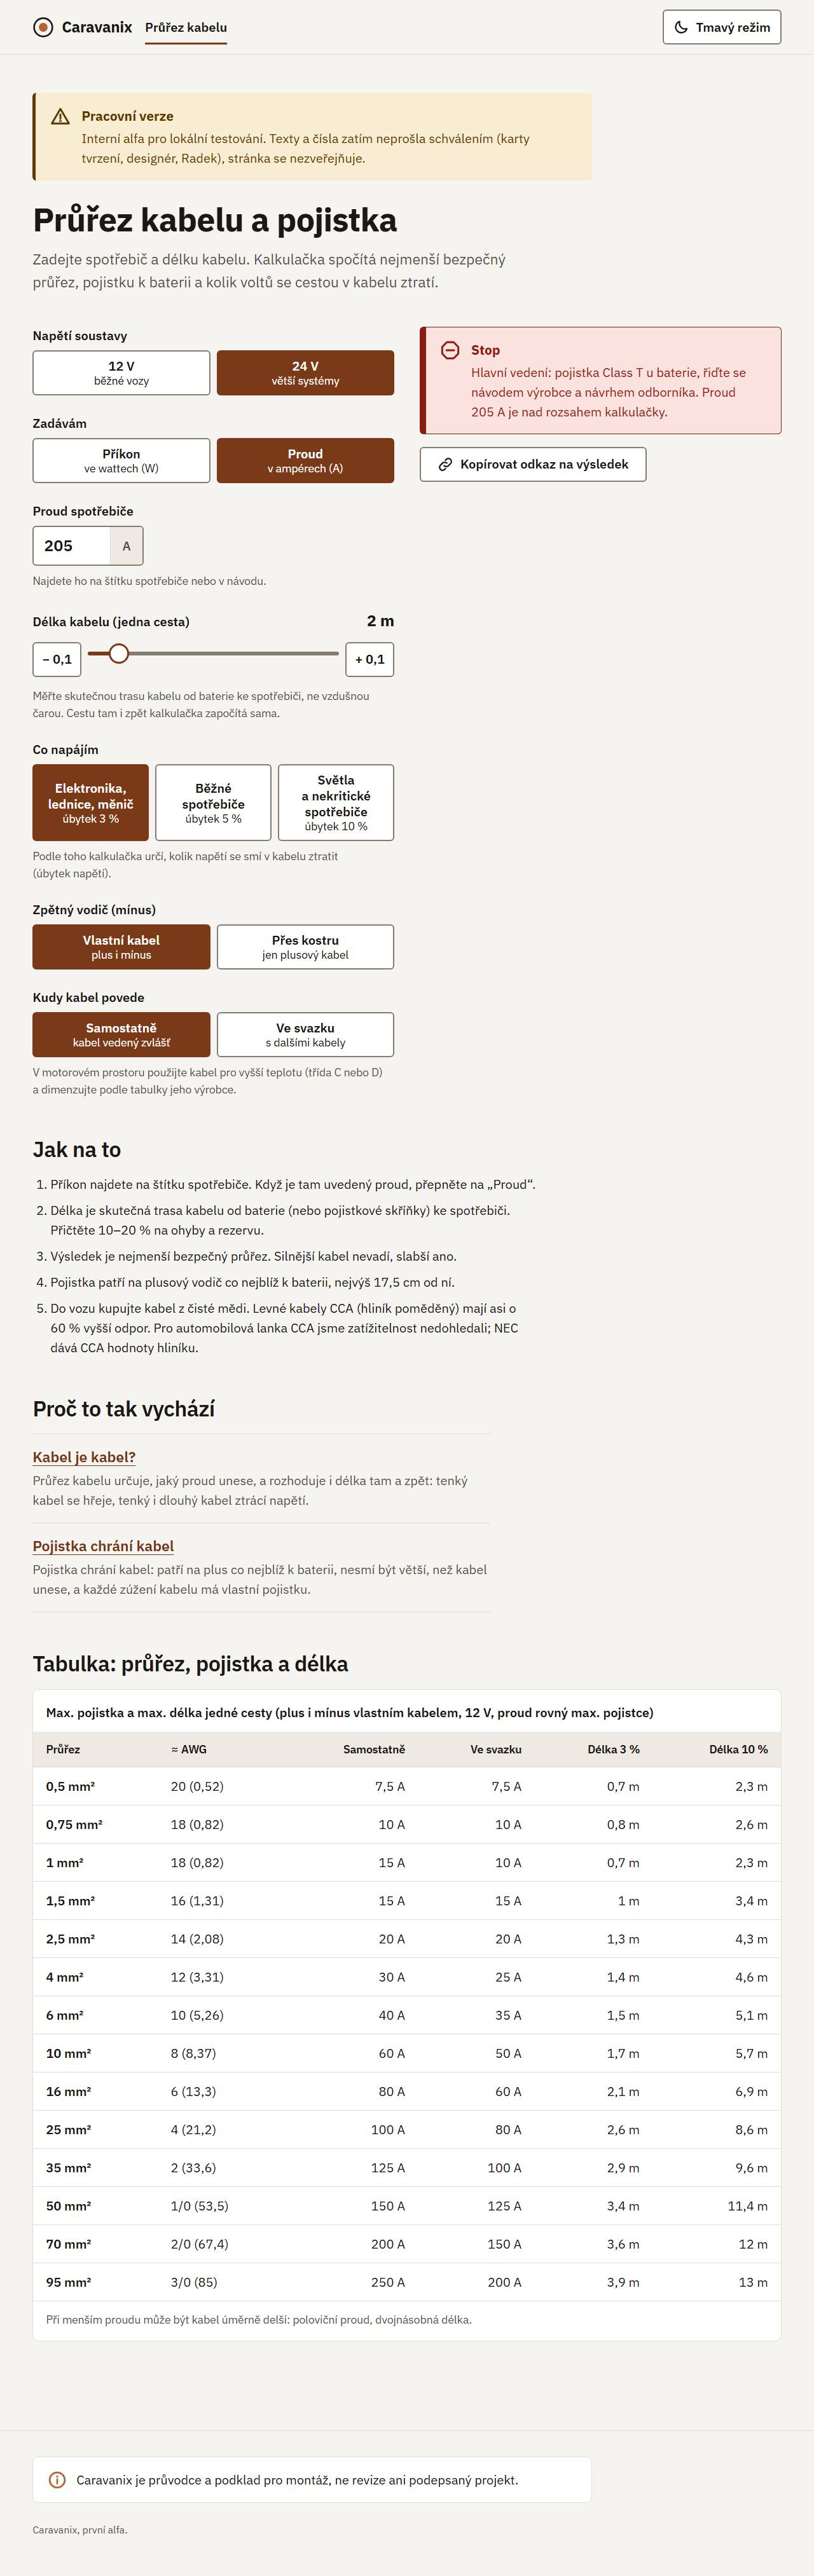 Caravanix
Průřez kabelu
Tmavý režim
Pracovní verze
Interní alfa pro lokální testování. Texty a čísla zatím neprošla schválením (karty
tvrzení, designér, Radek), stránka se nezveřejňuje.
Průřez kabelu a pojistka
Zadejte spotřebič a délku kabelu. Kalkulačka spočítá nejmenší bezpečný
průřez, pojistku k baterii a kolik voltů se cestou v kabelu ztratí.
Napětí soustavy
12 V
běžné vozy
24 V
větší systémy
Zadávám
Příkon
ve wattech (W)
Proud
v ampérech (A)
Proud spotřebiče
205 A
Najdete ho na štítku spotřebiče nebo v návodu.
Délka kabelu (jedna cesta) 2 m
− 0,1
+ 0,1
Měřte skutečnou trasu kabelu od baterie ke spotřebiči, ne vzdušnou
čarou. Cestu tam i zpět kalkulačka započítá sama.
Co napájím
Elektronika,
lednice, měnič
úbytek 3 %
Běžné
spotřebiče
úbytek 5 %
Světla
a nekritické
spotřebiče
úbytek 10 %
Podle toho kalkulačka určí, kolik napětí se smí v kabelu ztratit
(úbytek napětí).
Zpětný vodič (mínus)
Vlastní kabel
plus i mínus
Přes kostru
jen plusový kabel
Kudy kabel povede
Samostatně
kabel vedený zvlášť
Ve svazku
s dalšími kabely
V motorovém prostoru použijte kabel pro vyšší teplotu (třída C nebo D)
a dimenzujte podle tabulky jeho výrobce.
Stop
Hlavní vedení: pojistka Class T u baterie, řiďte se
návodem výrobce a návrhem odborníka. Proud
205 A je nad rozsahem kalkulačky.
Kopírovat odkaz na výsledek
Jak na to
1. Příkon najdete na štítku spotřebiče. Když je tam uvedený proud, přepněte na „Proud“.
2. Délka je skutečná trasa kabelu od baterie (nebo pojistkové skříňky) ke spotřebiči.
Přičtěte 10–20 % na ohyby a rezervu.
3. Výsledek je nejmenší bezpečný průřez. Silnější kabel nevadí, slabší ano.
4. Pojistka patří na plusový vodič co nejblíž k baterii, nejvýš 17,5 cm od ní.
5. Do vozu kupujte kabel z čisté mědi. Levné kabely CCA (hliník poměděný) mají asi o
60 % vyšší odpor. Pro automobilová lanka CCA jsme zatížitelnost nedohledali; NEC
dává CCA hodnoty hliníku.
Proč to tak vychází
Kabel je kabel?
Průřez kabelu určuje, jaký proud unese, a rozhoduje i délka tam a zpět: tenký
kabel se hřeje, tenký i dlouhý kabel ztrácí napětí.
Pojistka chrání kabel
Pojistka chrání kabel: patří na plus co nejblíž k baterii, nesmí být větší, než kabel
unese, a každé zúžení kabelu má vlastní pojistku.
Tabulka: průřez, pojistka a délka
Max. pojistka a max. délka jedné cesty (plus i mínus vlastním kabelem, 12 V, proud rovný max. pojistce)
Průřez ≈ AWG Samostatně Ve svazku Délka 3 % Délka 10 %
0,5 mm² 20 (0,52) 7,5 A 7,5 A 0,7 m 2,3 m
0,75 mm² 18 (0,82) 10 A 10 A 0,8 m 2,6 m
1 mm² 18 (0,82) 15 A 10 A 0,7 m 2,3 m
1,5 mm² 16 (1,31) 15 A 15 A 1 m 3,4 m
2,5 mm² 14 (2,08) 20 A 20 A 1,3 m 4,3 m
4 mm² 12 (3,31) 30 A 25 A 1,4 m 4,6 m
6 mm² 10 (5,26) 40 A 35 A 1,5 m 5,1 m
10 mm² 8 (8,37) 60 A 50 A 1,7 m 5,7 m
16 mm² 6 (13,3) 80 A 60 A 2,1 m 6,9 m
25 mm² 4 (21,2) 100 A 80 A 2,6 m 8,6 m
35 mm² 2 (33,6) 125 A 100 A 2,9 m 9,6 m
50 mm² 1/0 (53,5) 150 A 125 A 3,4 m 11,4 m
70 mm² 2/0 (67,4) 200 A 150 A 3,6 m 12 m
95 mm² 3/0 (85) 250 A 200 A 3,9 m 13 m
Při menším proudu může být kabel úměrně delší: poloviční proud, dvojnásobná délka.
Caravanix je průvodce a podklad pro montáž, ne revize ani podepsaný projekt.
Caravanix, první alfa.